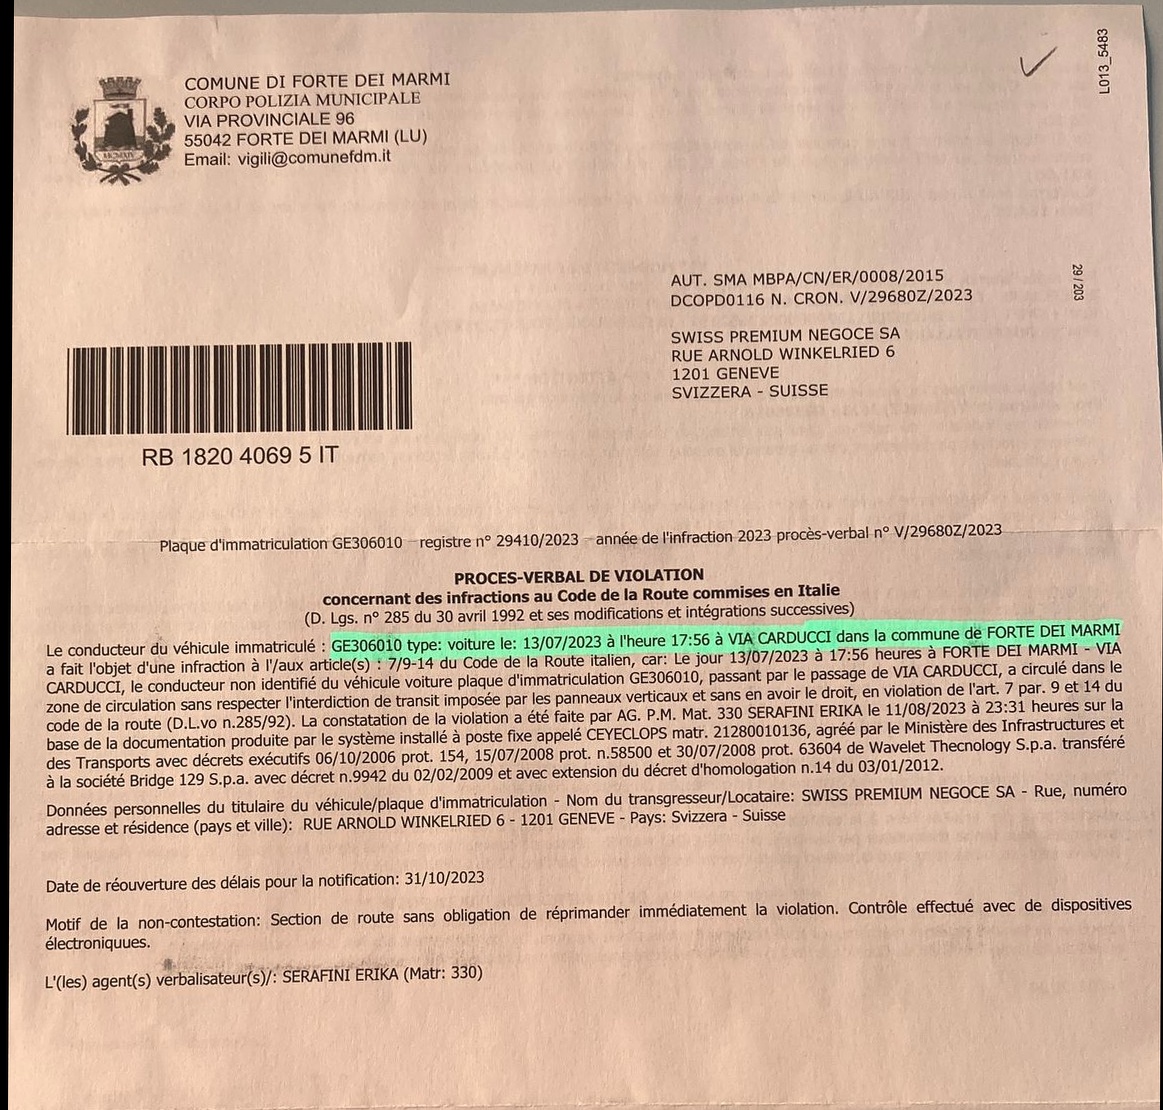 COMUNE DI FORTE DEI MARMI
CORPO POLIZIA MUNICIPALE
VIA PROVINCIALE 96
55042 FORTE DEI MARMI (LU)
Email: vigili@comunefdm.it
L013_5483
AUT. SMA MBPA/CN/ER/0008/2015
DCOPD0116 N. CRON. V/29680Z/2023
29 / 203
SWISS PREMIUM NEGOCE SA
RUE ARNOLD WINKELRIED 6
1201 GENEVE
SVIZZERA - SUISSE
RB 1820 4069 5 IT
Plaque d'immatriculation GE306010 registre n° 29410/2023 année de l'infraction 2023 procès-verbal n° V/29680Z/2023
PROCES-VERBAL DE VIOLATION
concernant des infractions au Code de la Route commises en Italie
(D. Lgs. n° 285 du 30 avril 1992 et ses modifications et intégrations successives)
Le conducteur du véhicule immatriculé : GE306010 type: voiture le: 13/07/2023 à l'heure 17:56 à VIA CARDUCCI dans la commune de FORTE DEI MARMI
a fait l'objet d'une infraction à l'/aux article(s) : 7/9-14 du Code de la Route italien, car: Le jour 13/07/2023 à 17:56 heures à FORTE DEI MARMI - VIA
CARDUCCI, le conducteur non identifié du véhicule voiture plaque d'immatriculation GE306010, passant par le passage de VIA CARDUCCI, a circulé dans la
zone de circulation sans respecter l'interdiction de transit imposée par les panneaux verticaux et sans en avoir le droit, en violation de l'art. 7 par. 9 et 14 du
code de la route (D.L.vo n.285/92). La constatation de la violation a été faite par AG. P.M. Mat. 330 SERAFINI ERIKA le 11/08/2023 à 23:31 heures sur la
base de la documentation produite par le système installé à poste fixe appelé CEYECLOPS matr. 21280010136, agréé par le Ministère des Infrastructures et
des Transports avec décrets exécutifs 06/10/2006 prot. 154, 15/07/2008 prot. n.58500 et 30/07/2008 prot. 63604 de Wavelet Thecnology S.p.a. transféré
à la société Bridge 129 S.p.a. avec décret n.9942 du 02/02/2009 et avec extension du décret d'homologation n.14 du 03/01/2012.
Données personnelles du titulaire du véhicule/plaque d'immatriculation - Nom du transgresseur/Locataire: SWISS PREMIUM NEGOCE SA - Rue, numéro
adresse et résidence (pays et ville): RUE ARNOLD WINKELRIED 6 - 1201 GENEVE - Pays: Svizzera - Suisse
Date de réouverture des délais pour la notification: 31/10/2023
Motif de la non-contestation: Section de route sans obligation de réprimander immédiatement la violation. Contrôle effectué avec de dispositives
électroniquues.
L'(les) agent(s) verbalisateur(s)/: SERAFINI ERIKA (Matr: 330)